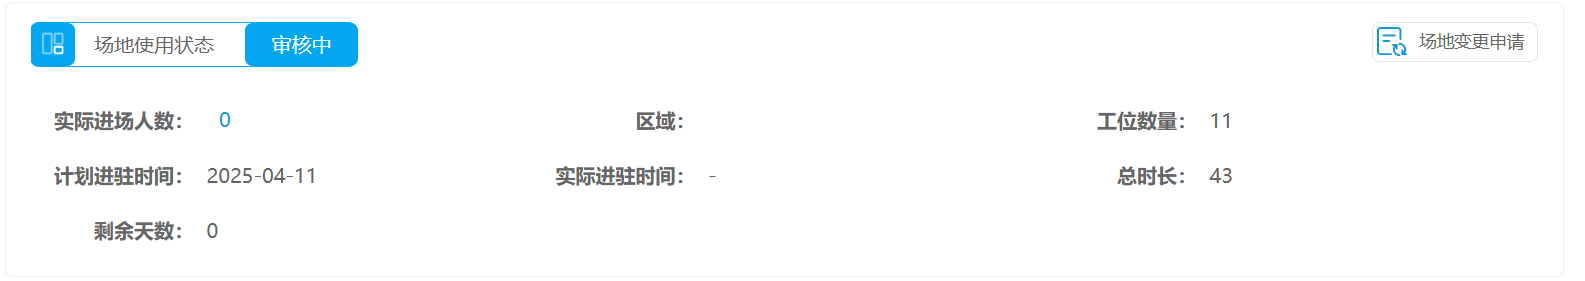 场地使用状态 审核中 场地变更申请
实际进场人数： 0 区域： 工位数量： 11
计划进驻时间： 2025-04-11 实际进驻时间： - 总时长： 43
剩余天数： 0